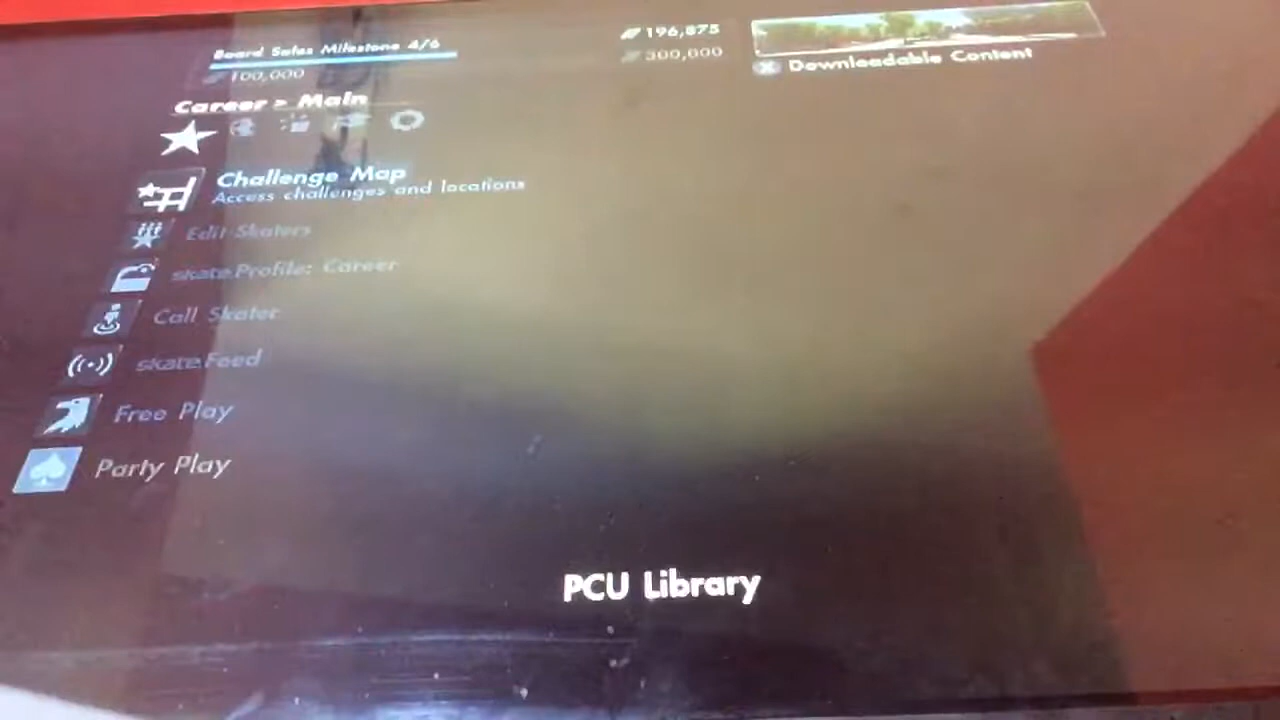 Board Sales Milestone 4/6
196,875
100,000
300,000
Downloadable Content
Career > Main
Challenge Map
Access challenges and locations
Edit Skaters
skate.Profile: Career
Call Skater
skate.Feed
Free Play
Party Play
PCU Library